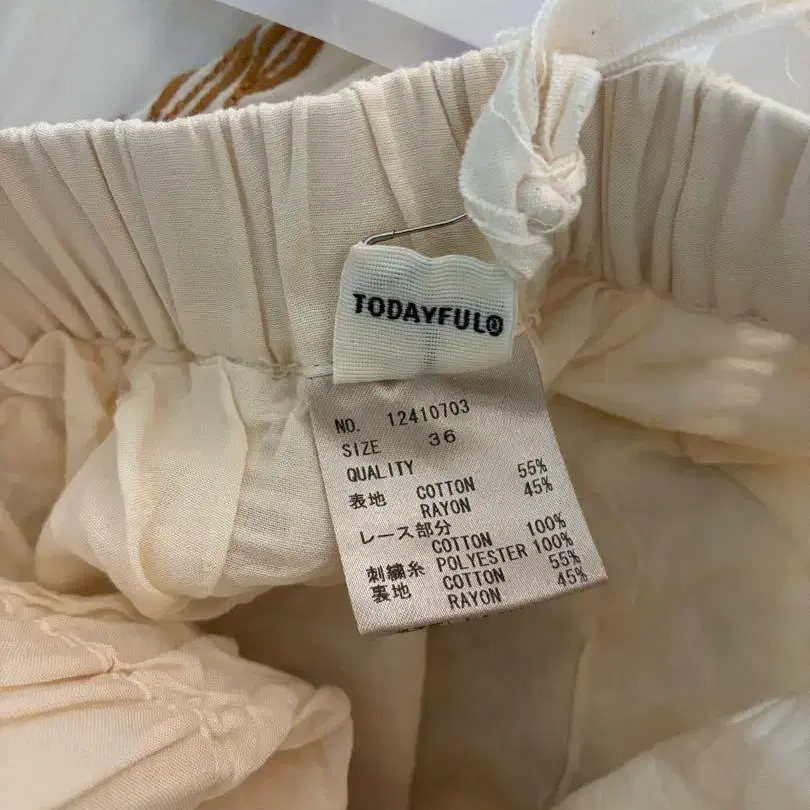 TODAYFUL®
NO. 12410703
SIZE 36
QUALITY
表地 COTTON 55%
RAYON 45%
レース部分
COTTON 100%
刺繍糸 POLYESTER 100%
裏地 COTTON 55%
RAYON 45%